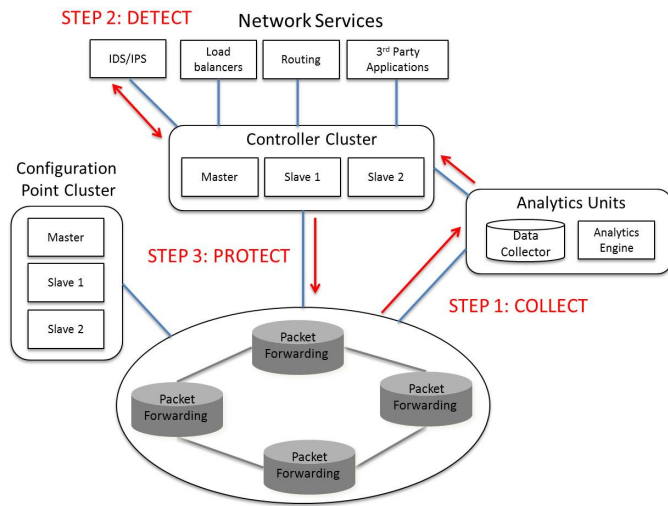 STEP 2: DETECT
Network Services
IDS/IPS
Load
balancers
Routing
3rd Party
Applications
Controller Cluster
Master
Slave 1
Slave 2
Configuration
Point Cluster
Master
Slave 1
Slave 2
Analytics Units
Data
Collector
Analytics
Engine
STEP 3: PROTECT
STEP 1: COLLECT
Packet
Forwarding
Packet
Forwarding
Packet
Forwarding
Packet
Forwarding